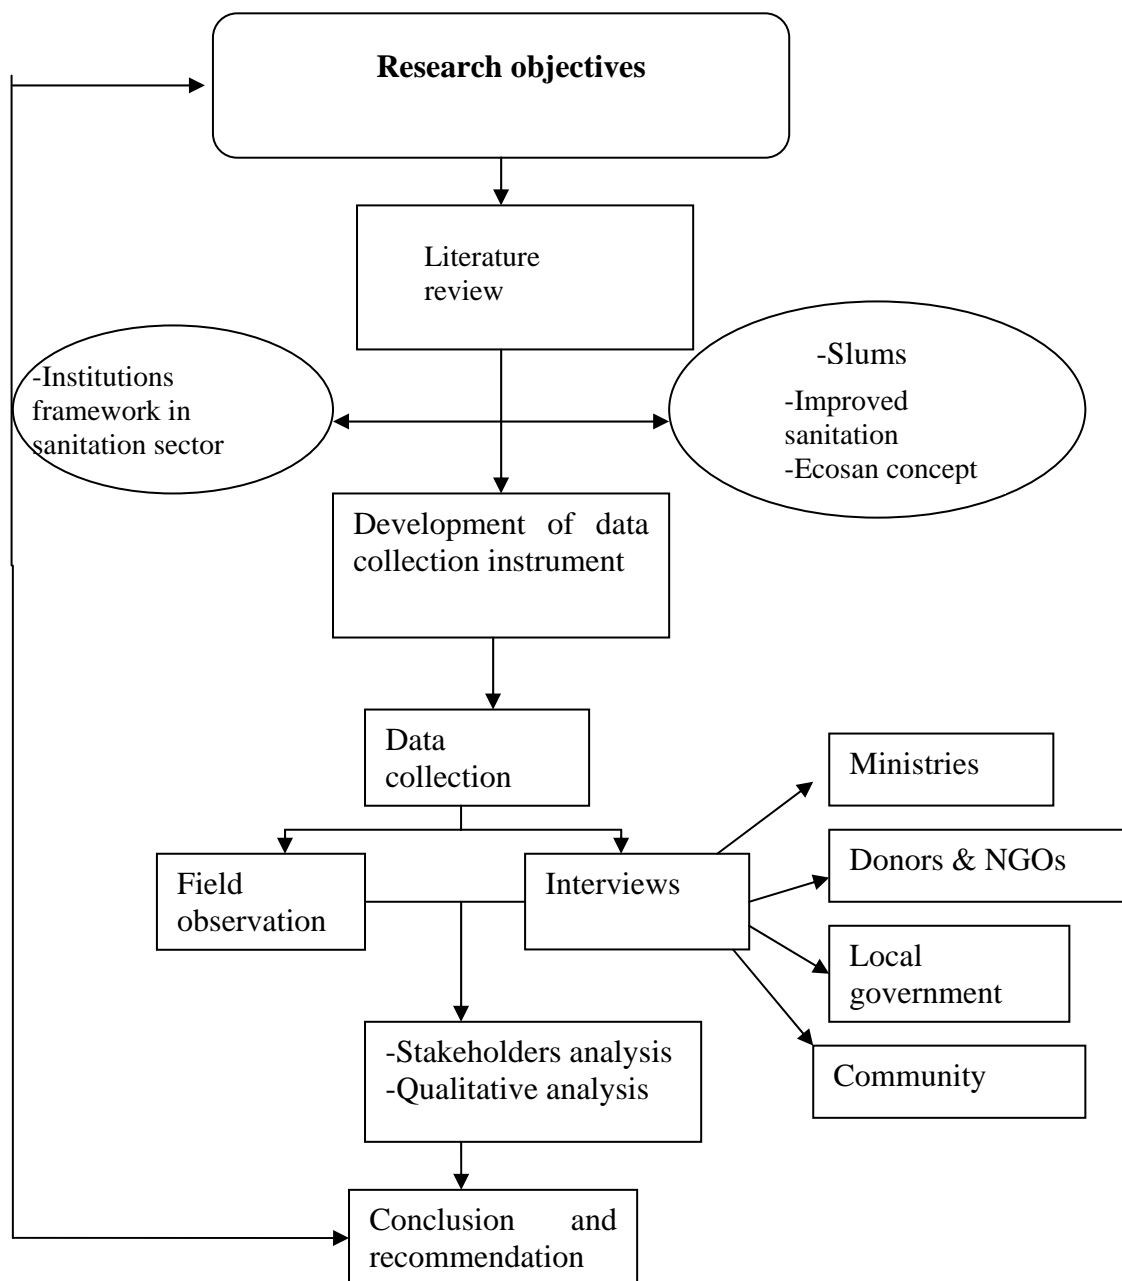 Research objectives
Literature
review
-Institutions
framework in
sanitation sector
-Slums
-Improved
sanitation
-Ecosan concept
Development of data
collection instrument
Data
collection
Ministries
Donors & NGOs
Field
observation
Interviews
Local
government
-Stakeholders analysis
-Qualitative analysis
Community
Conclusion and
recommendation